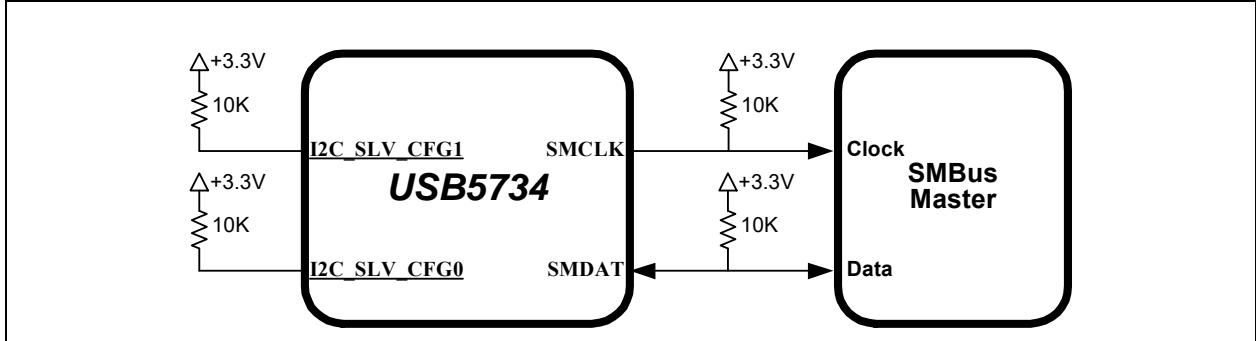 +3.3V
10K
I2C_SLV_CFG1
+3.3V
10K
I2C_SLV_CFG0
USB5734
SMCLK
SMDAT
+3.3V
10K
+3.3V
10K
Clock
SMBus
Master
Data